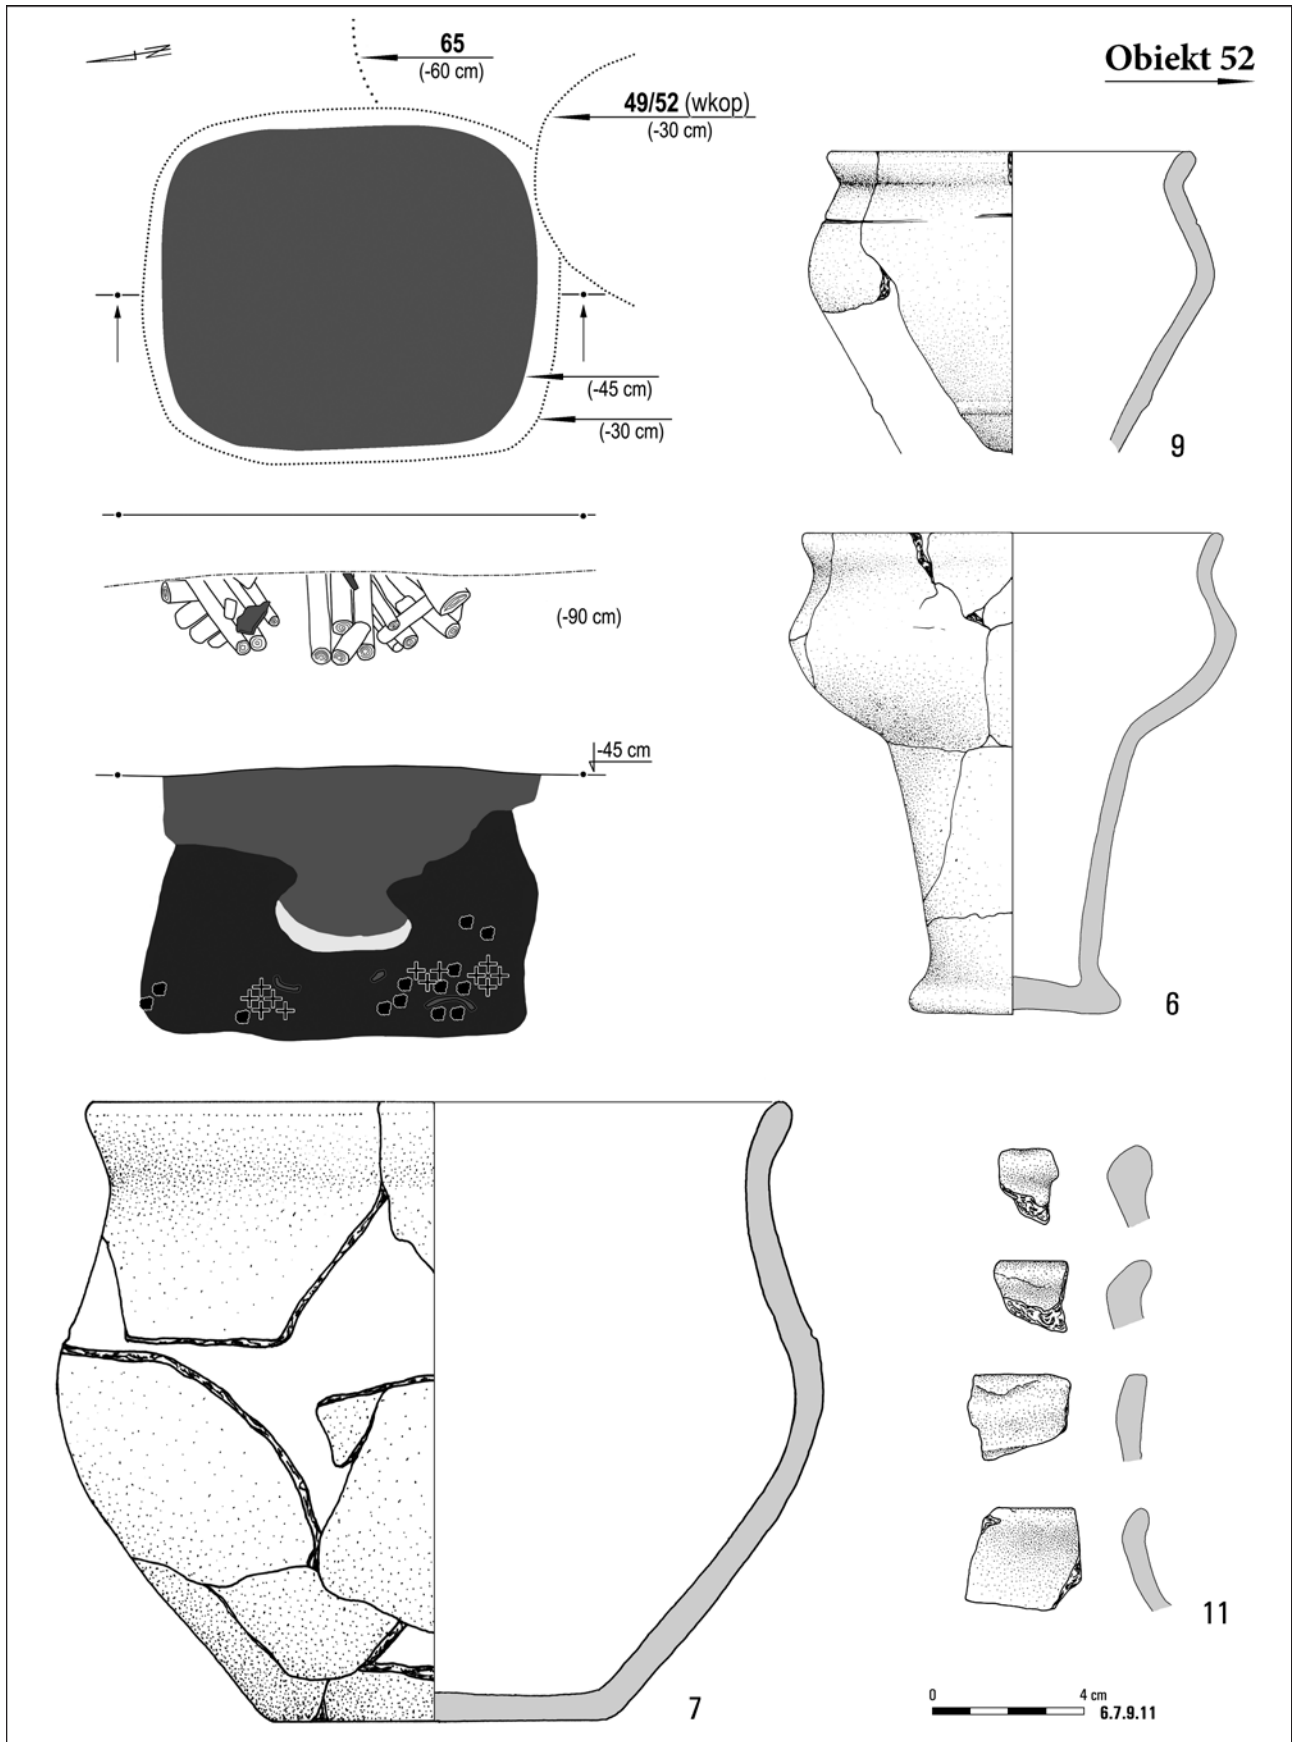 Obiekt 52
N
65
(-60 cm)
49/52 (wkop)
(-30 cm)
(-45 cm)
(-30 cm)
9
(-90 cm)
-45 cm
6
7
11
0 4 cm
6.7.9.11